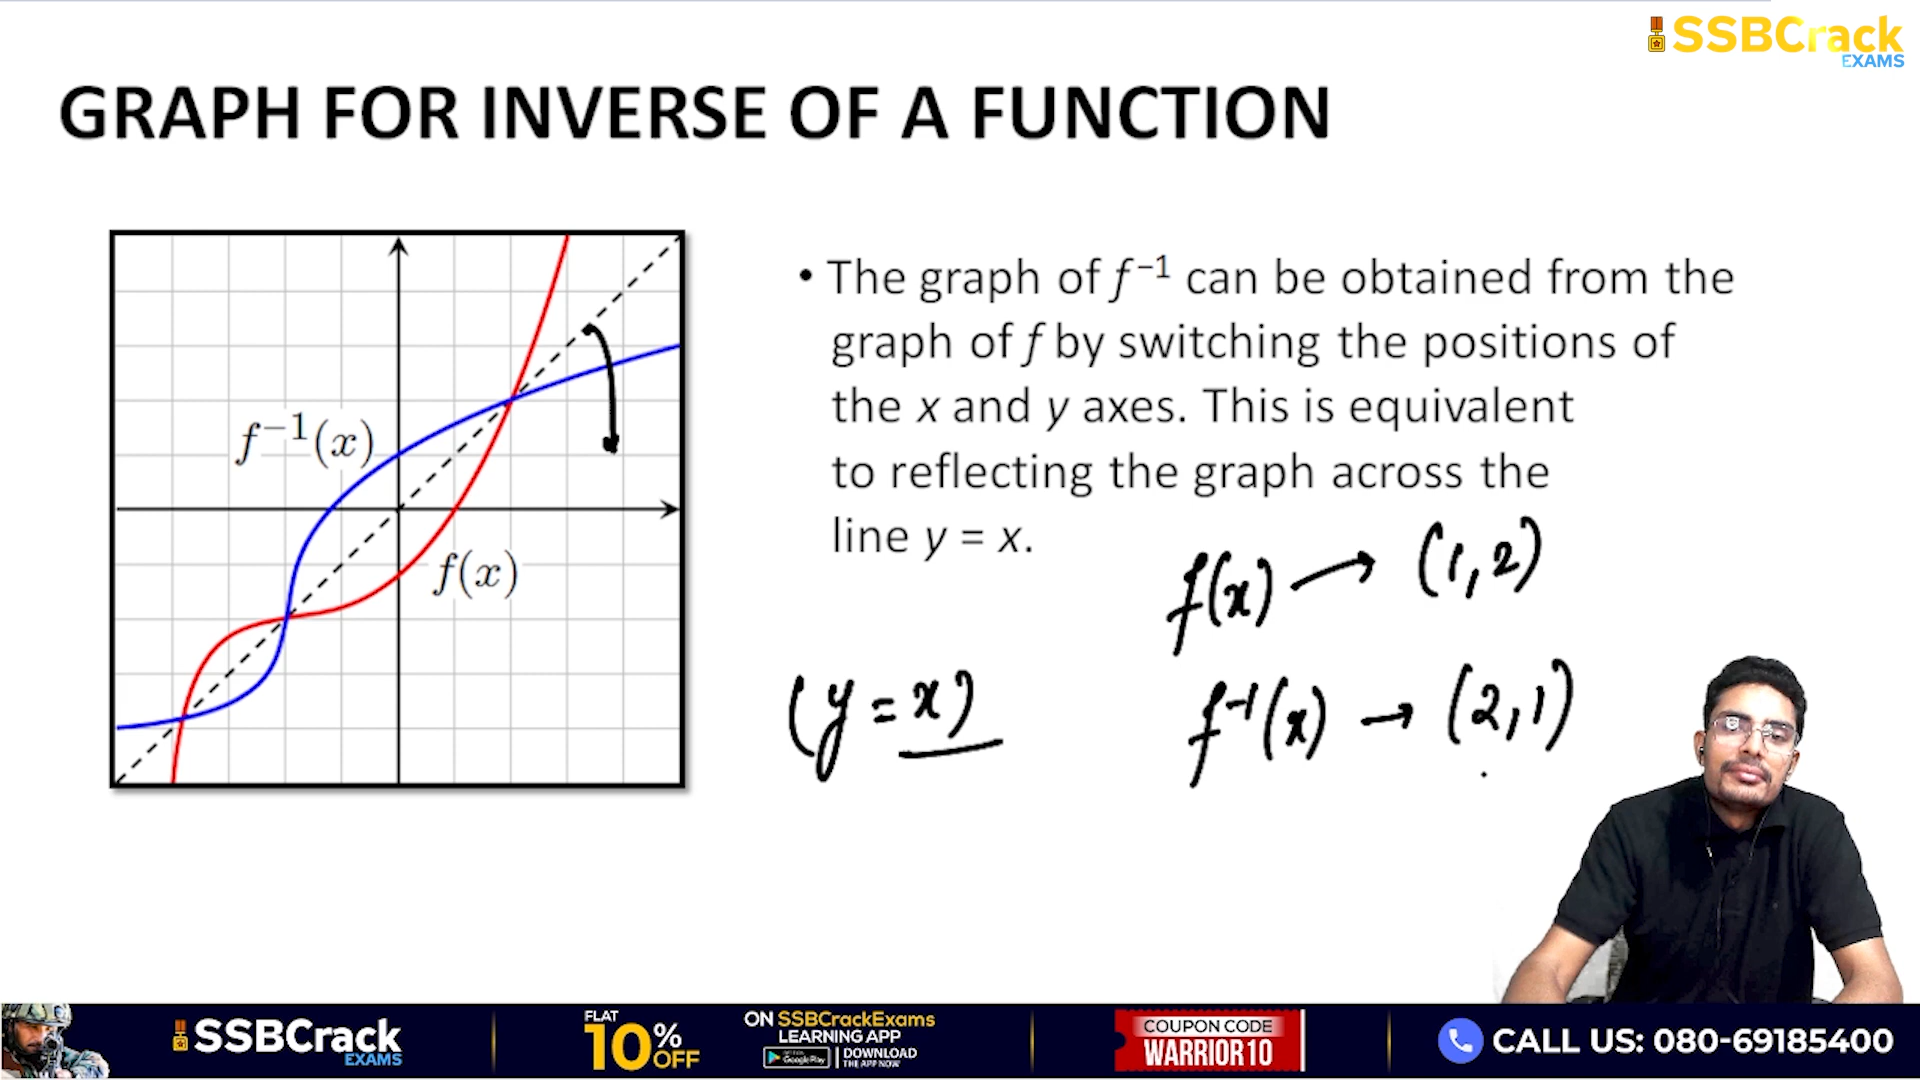 SSBCrack
EXAMS
GRAPH FOR INVERSE OF A FUNCTION
f⁻¹(x)
f(x)
• The graph of f⁻¹ can be obtained from the
graph of f by switching the positions of
the x and y axes. This is equivalent
to reflecting the graph across the
line y = x.
f(x) → (1,2)
(y = x)
f⁻¹(x) → (2,1)
SSBCrack
EXAMS
FLAT
10% OFF
ON SSBCrackExams
LEARNING APP
Google Play
DOWNLOAD
THE APP NOW
COUPON CODE
WARRIOR10
CALL US: 080-69185400